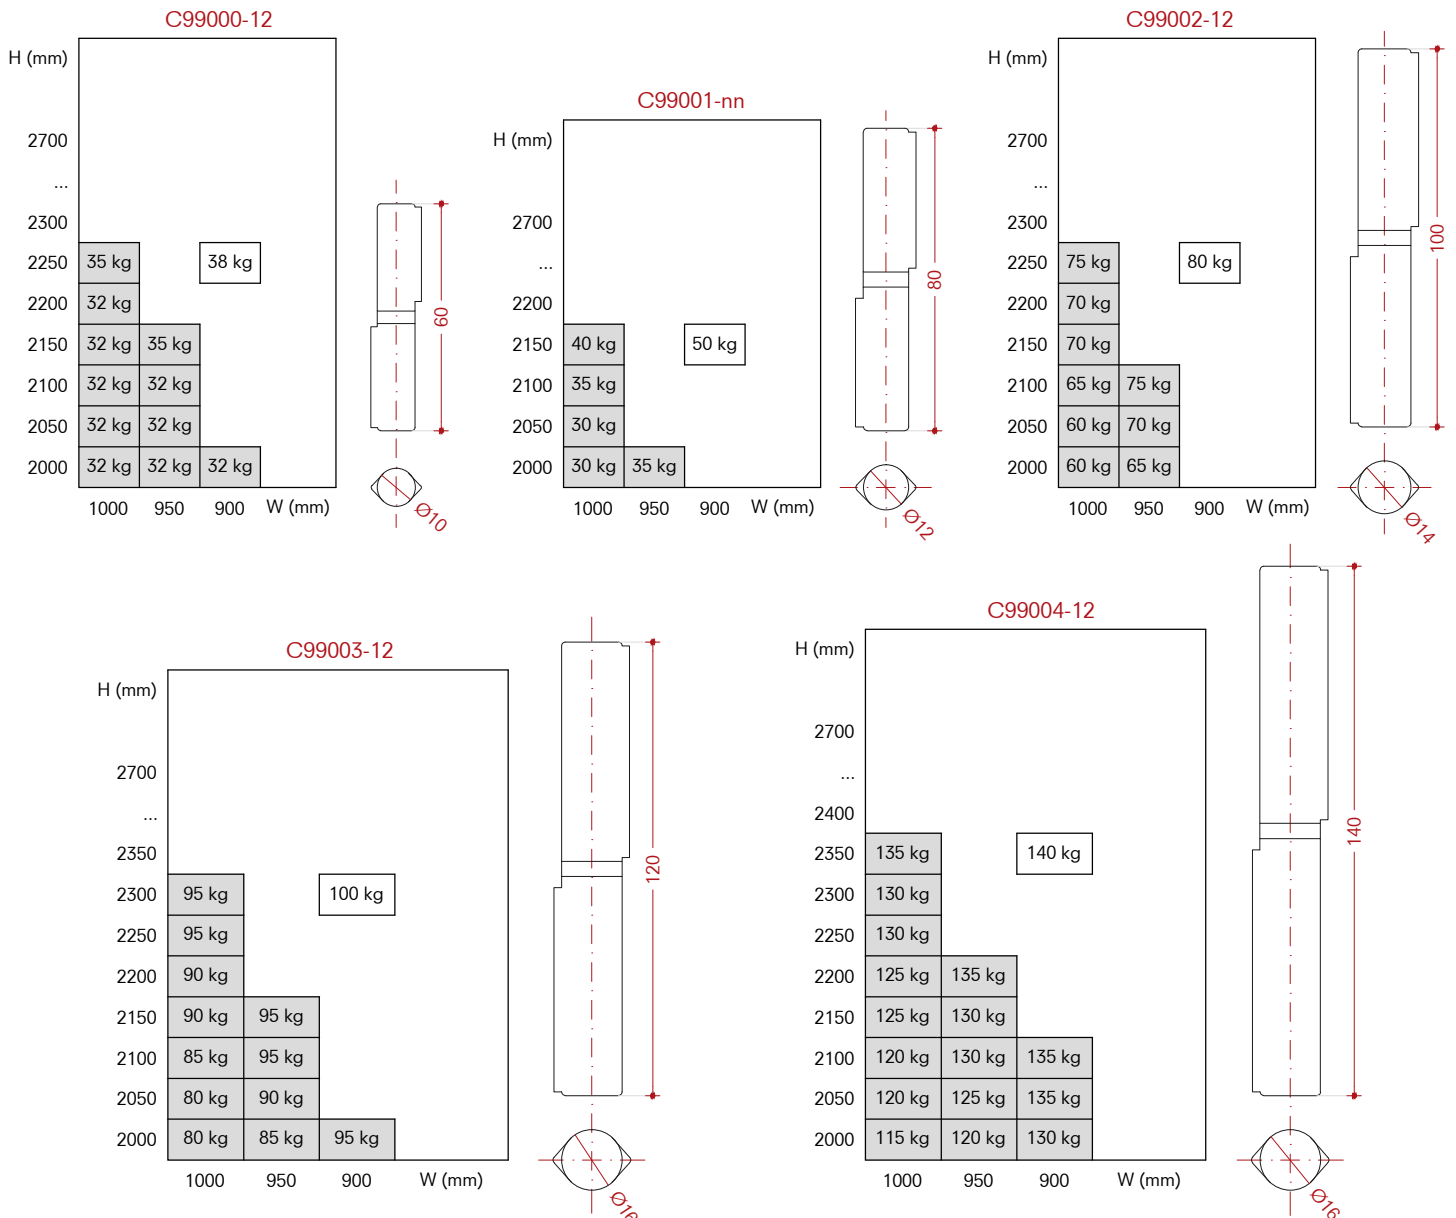 C99000-12
H (mm)
2700
...
2300
2250 35 kg 38 kg
2200 32 kg
2150 32 kg 35 kg
2100 32 kg 32 kg
2050 32 kg 32 kg
2000 32 kg 32 kg 32 kg
1000 950 900 W (mm)
60
Ø10
C99001-nn
H (mm)
2700
...
2200
2150 40 kg 50 kg
2100 35 kg
2050 30 kg
2000 30 kg 35 kg
1000 950 900 W (mm)
80
Ø12
C99002-12
H (mm)
2700
...
2300
2250 75 kg 80 kg
2200 70 kg
2150 70 kg
2100 65 kg 75 kg
2050 60 kg 70 kg
2000 60 kg 65 kg
1000 950 900 W (mm)
100
Ø14
C99003-12
H (mm)
2700
...
2350
2300 95 kg 100 kg
2250 95 kg
2200 90 kg
2150 90 kg 95 kg
2100 85 kg 95 kg
2050 80 kg 90 kg
2000 80 kg 85 kg 95 kg
1000 950 900 W (mm)
120
Ø16
C99004-12
H (mm)
2700
...
2400
2350 135 kg 140 kg
2300 130 kg
2250 130 kg
2200 125 kg 135 kg
2150 125 kg 130 kg
2100 120 kg 130 kg 135 kg
2050 120 kg 125 kg 135 kg
2000 115 kg 120 kg 130 kg
1000 950 900 W (mm)
140
Ø16